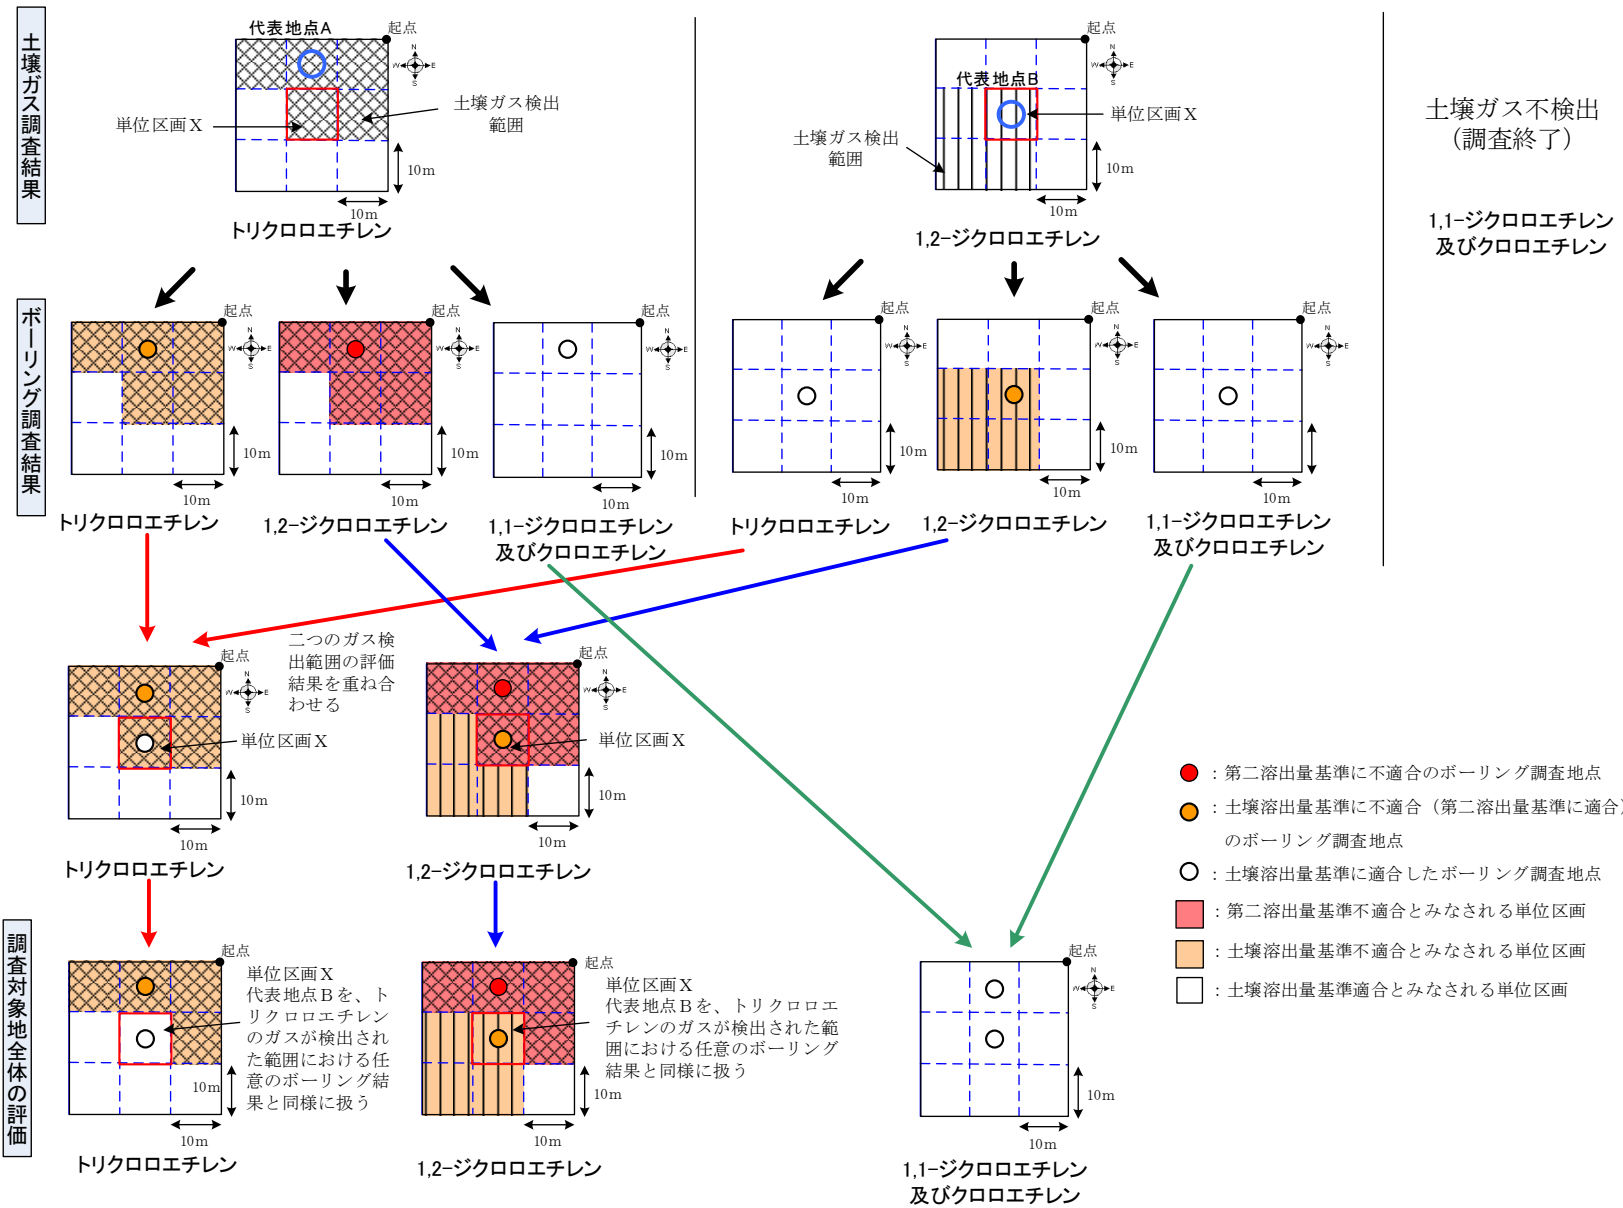 土壌ガス調査結果
代表地点A
起点
N
W
E
S
単位区画X
土壌ガス検出
範囲
10m
10m
トリクロロエチレン
起点
N
W
E
S
代表地点B
単位区画X
土壌ガス検出
範囲
10m
10m
1,2−ジクロロエチレン
土壌ガス不検出
（調査終了）
1,1−ジクロロエチレン
及びクロロエチレン
ボーリング調査結果
起点
N
W
E
S
10m
10m
トリクロロエチレン
起点
N
W
E
S
10m
10m
1,2−ジクロロエチレン
起点
N
W
E
S
10m
10m
1,1−ジクロロエチレン
及びクロロエチレン
起点
N
W
E
S
10m
10m
トリクロロエチレン
起点
N
W
E
S
10m
10m
1,2−ジクロロエチレン
起点
N
W
E
S
10m
1,1−ジクロロエチレン
及びクロロエチレン
二つのガス検
出範囲の評価
結果を重ね合
わせる
起点
N
W
E
S
単位区画X
10m
10m
トリクロロエチレン
起点
N
W
E
S
単位区画X
10m
10m
1,2−ジクロロエチレン
：第二溶出量基準に不適合のボーリング調査地点
：土壌溶出量基準に不適合（第二溶出量基準に適合）
のボーリング調査地点
：土壌溶出量基準に適合したボーリング調査地点
：第二溶出量基準不適合とみなされる単位区画
：土壌溶出量基準不適合とみなされる単位区画
：土壌溶出量基準適合とみなされる単位区画
調査対象地全体の評価
起点
単位区画X
代表地点Bを、ト
リクロロエチレン
のガスが検出され
た範囲における任
意のボーリング結
果と同様に扱う
10m
10m
トリクロロエチレン
起点
単位区画X
代表地点Bを、トリクロロエ
チレンのガスが検出された範
囲における任意のボーリング
結果と同様に扱う
10m
10m
1,2−ジクロロエチレン
起点
N
W
E
S
10m
10m
1,1−ジクロロエチレン
及びクロロエチレン